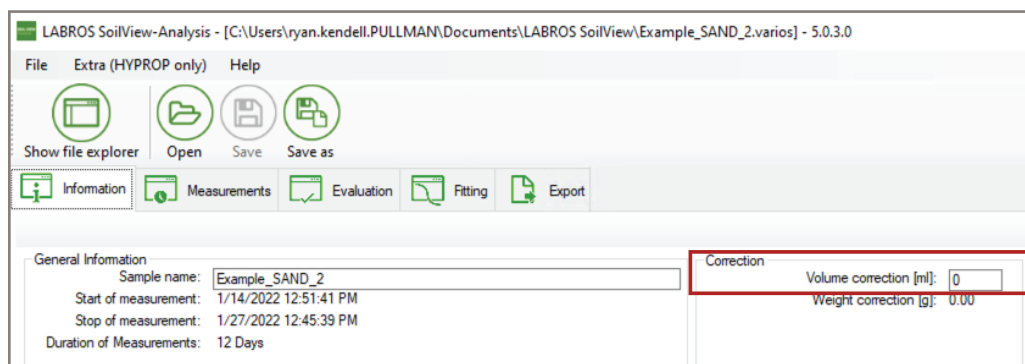 LABROS SoilView-Analysis - [C:\Users\ryan.kendell.PULLMAN\Documents\LABROS SoilView\Example_SAND_2.varios] - 5.0.3.0
File Extra (HYPROP only) Help
Show file explorer Open Save Save as
Information Measurements Evaluation Fitting Export
General Information
Sample name: Example_SAND_2
Start of measurement: 1/14/2022 12:51:41 PM
Stop of measurement: 1/27/2022 12:45:39 PM
Duration of Measurements: 12 Days
Correction
Volume correction [ml]: 0
Weight correction [g]: 0.00